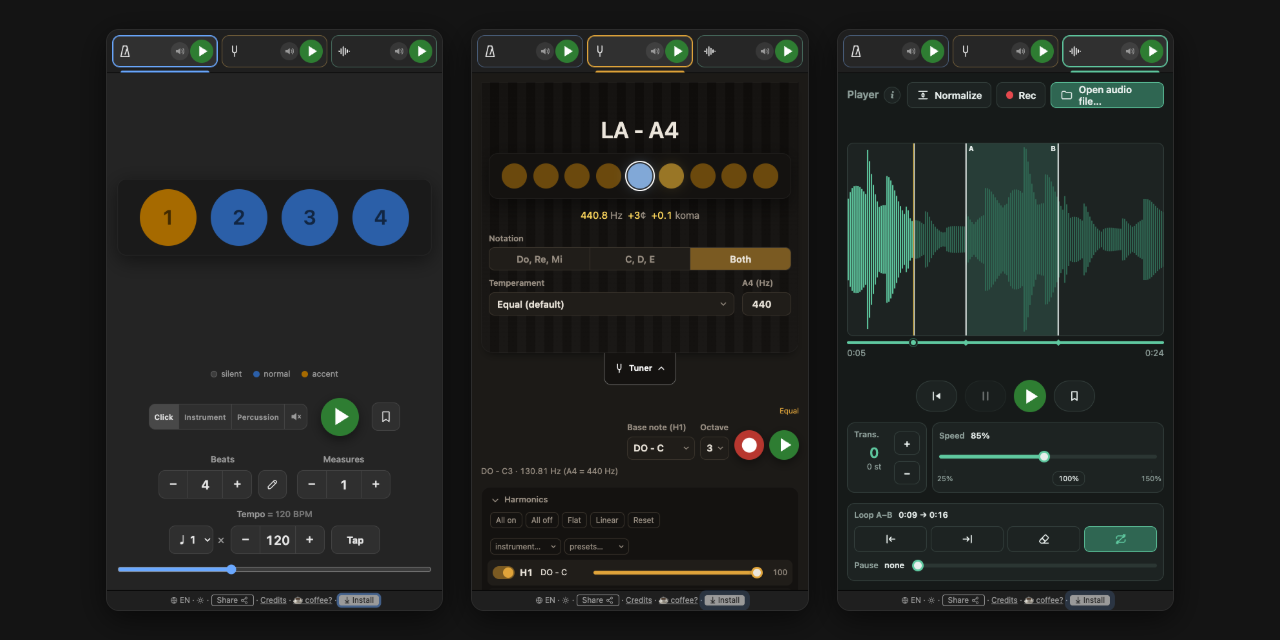 1 2 3 4
silent normal accent
Click Instrument Percussion
Beats Measures
− 4 + − 1 +
Tempo = 120 BPM
♩ 1 × − 120 + Tap
EN · Share · Credits · coffee? · Install
LA - A4
440.8 Hz +3¢ +0.1 koma
Notation
Do, Re, Mi C, D, E Both
Temperament A4 (Hz)
Equal (default) 440
Tuner
Equal
Base note (H1) Octave
DO - C 3
DO - C3 · 130.81 Hz (A4 = 440 Hz)
Harmonics
All on All off Flat Linear Reset
instrument... presets...
H1 DO - C 100
EN · Share · Credits · coffee? · Install
Player i Normalize Rec Open audio
file...
A B
0:05 0:24
Trans. Speed 85%
0 +
0 st −
25% 100% 150%
Loop A–B 0:09 → 0:16
Pause none
EN · Share · Credits · coffee? · Install